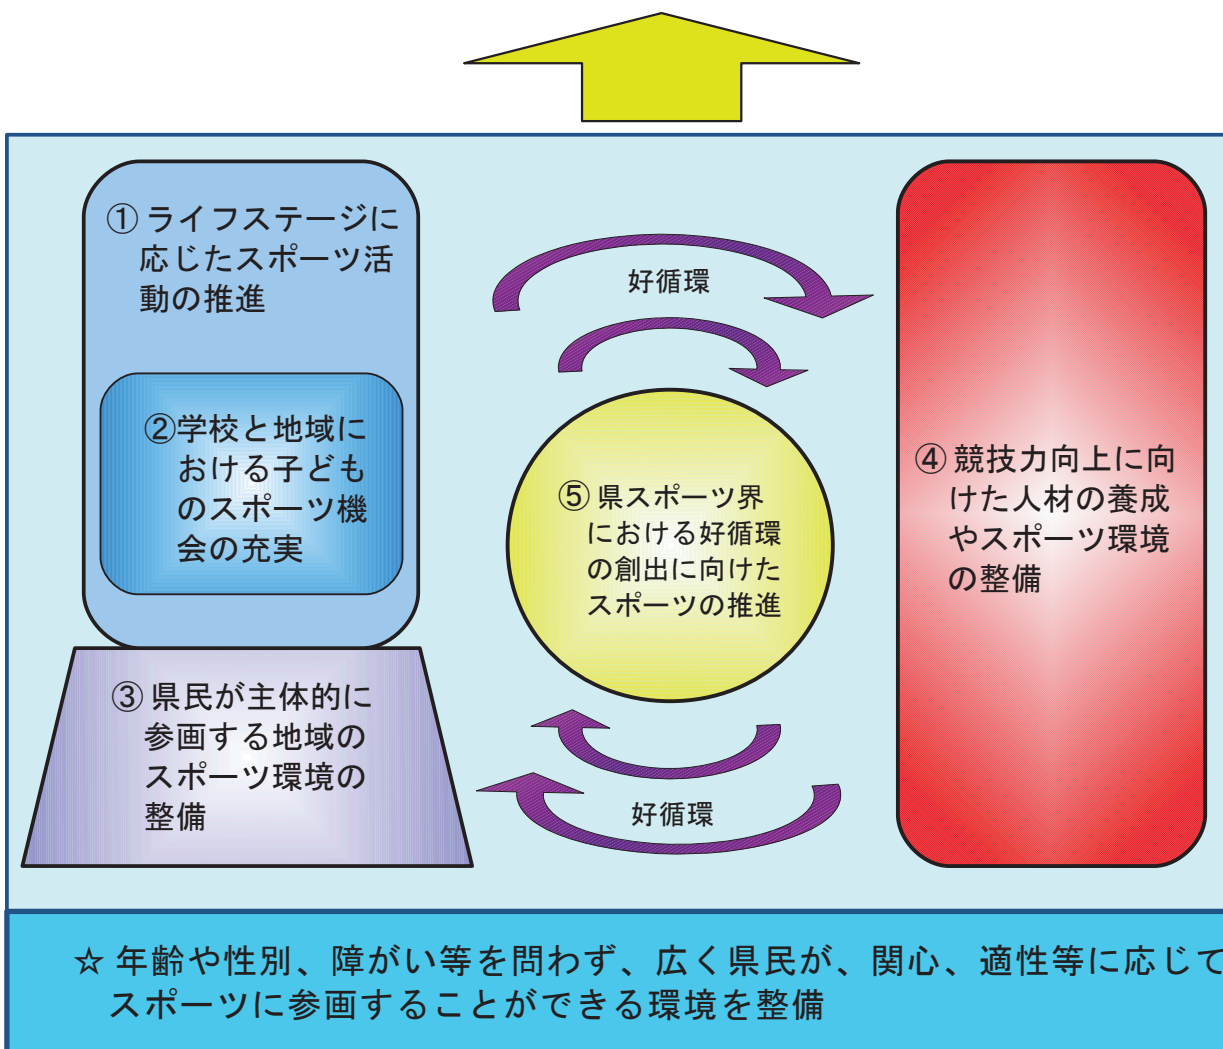 ① ライフステージに
応じたスポーツ活
動の推進
②学校と地域に
おける子ども
のスポーツ機
会の充実
③ 県民が主体的に
参画する地域の
スポーツ環境の
整備
好循環
⑤ 県スポーツ界
における好循環
の創出に向けた
スポーツの推進
好循環
④ 競技力向上に向
けた人材の養成
やスポーツ環境
の整備
☆ 年齢や性別、障がい等を問わず、広く県民が、関心、適性等に応じて
スポーツに参画することができる環境を整備